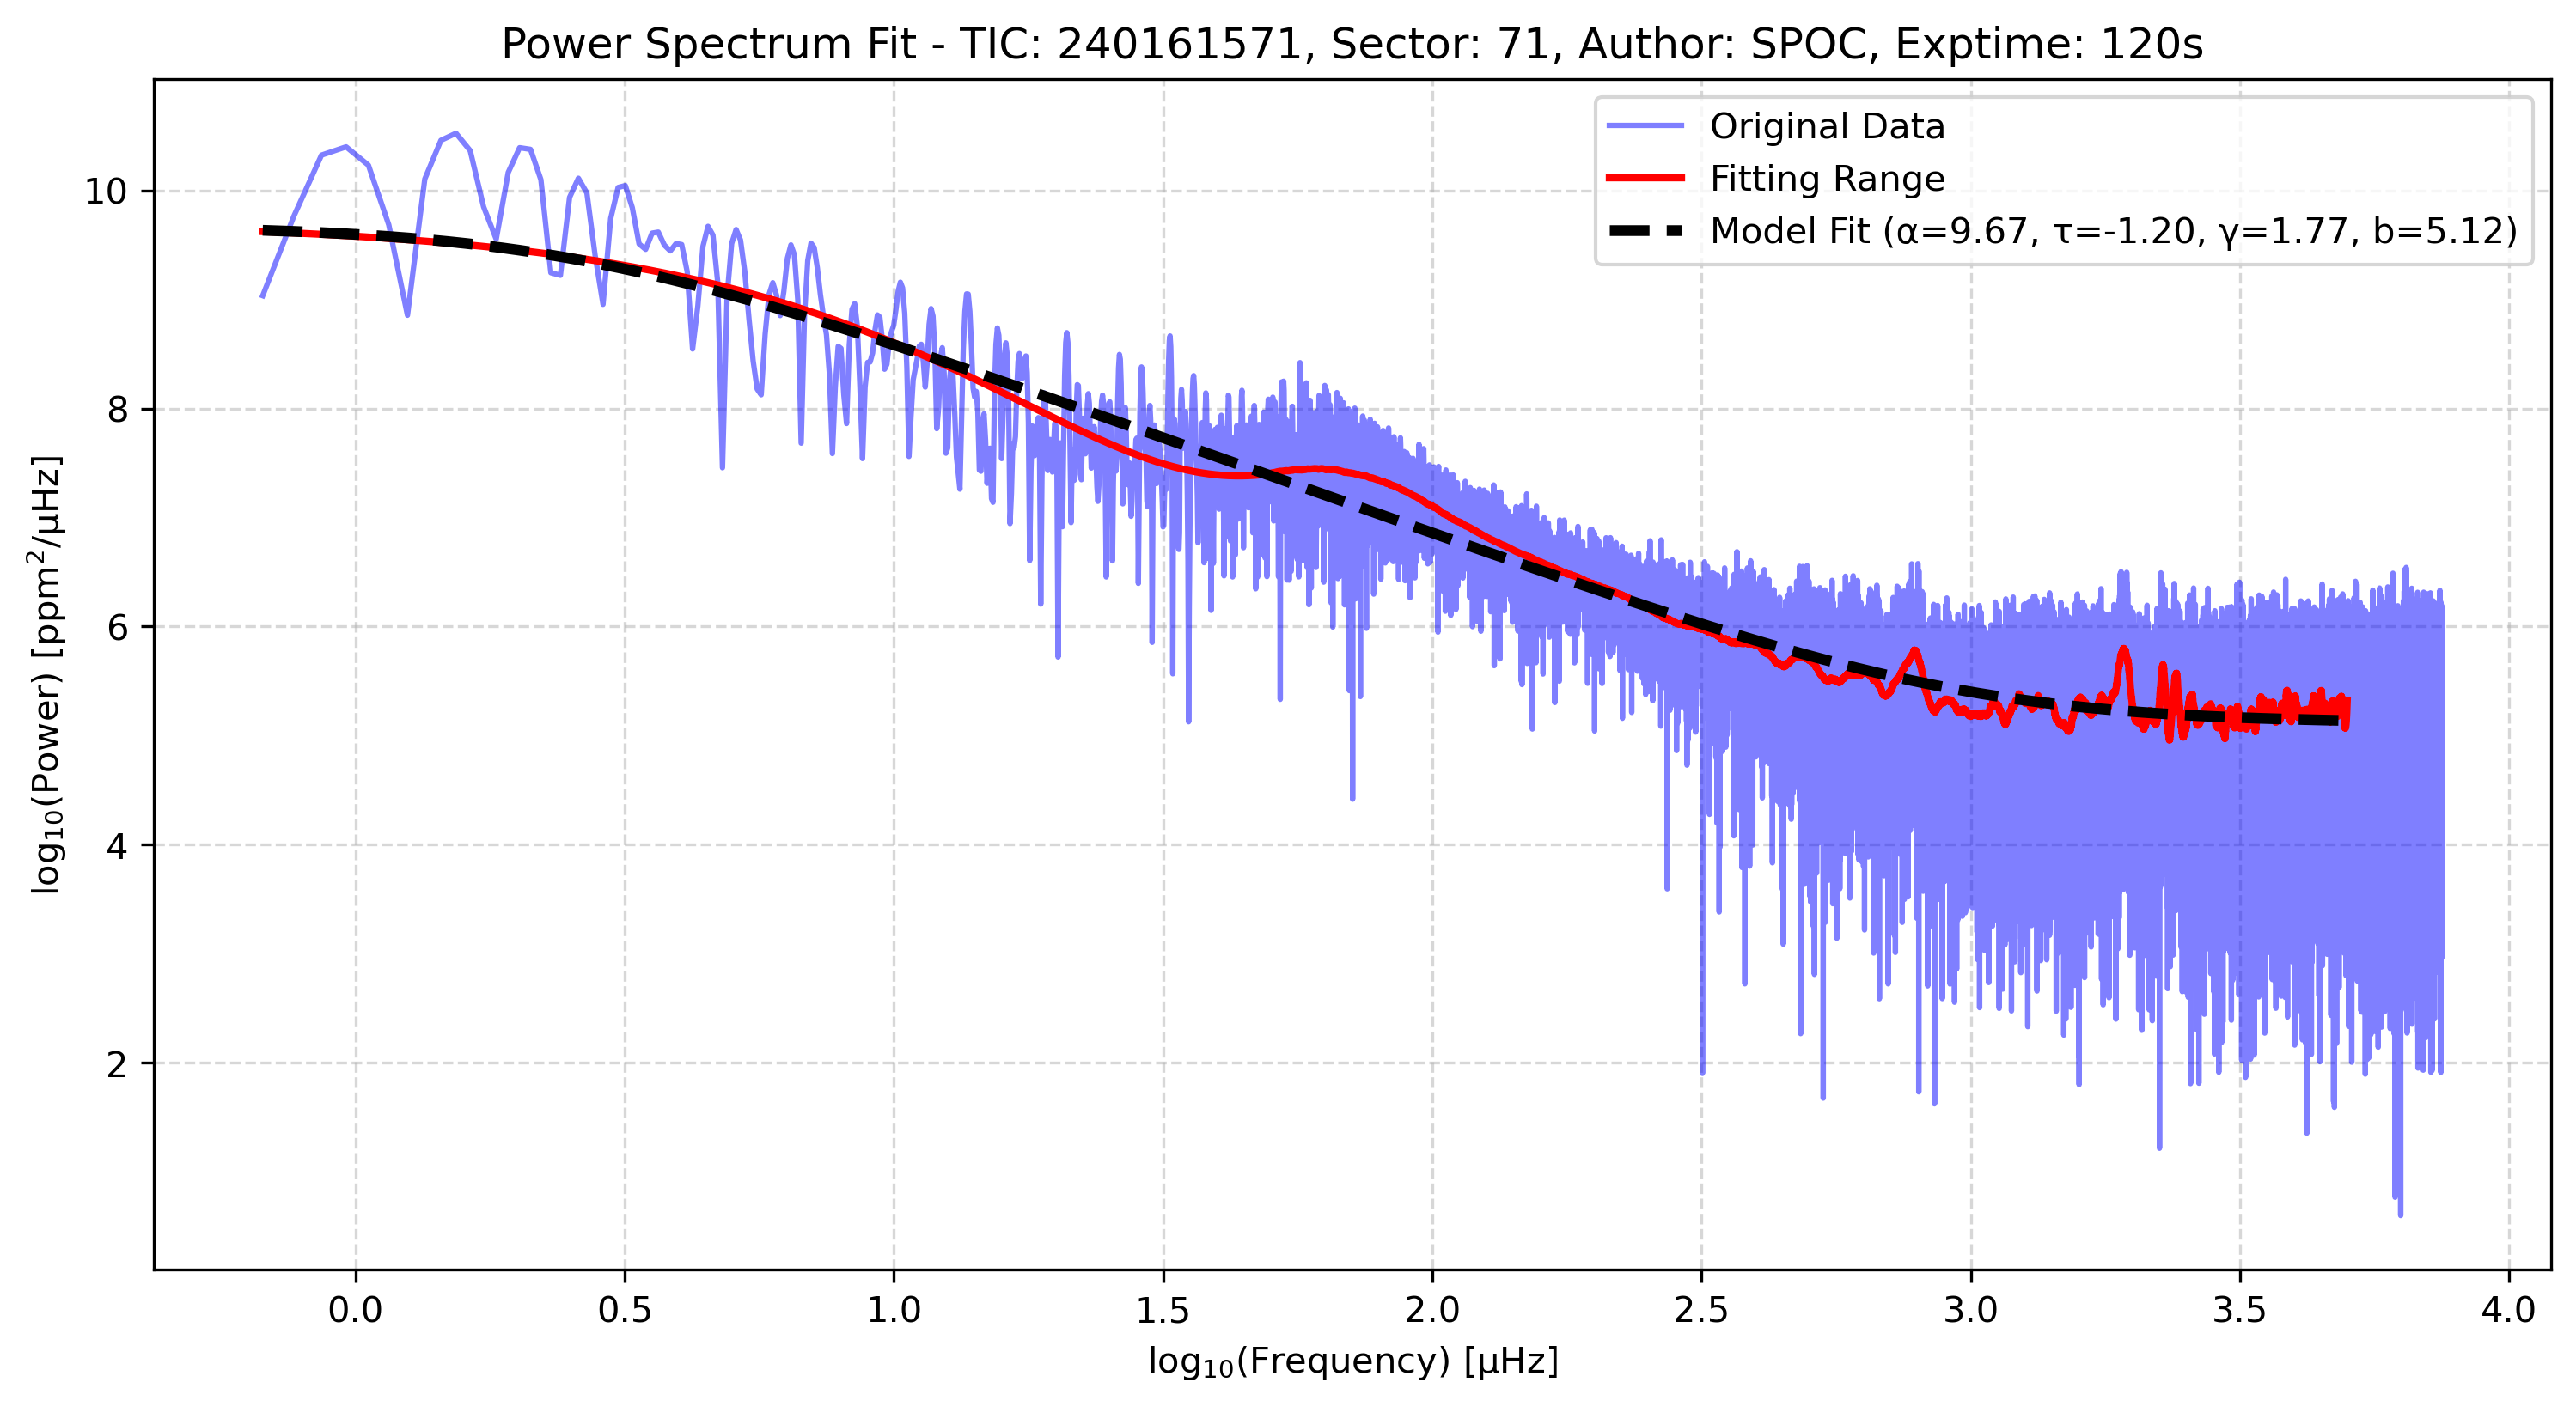 Power Spectrum Fit - TIC: 240161571, Sector: 71, Author: SPOC, Exptime: 120s
Original Data
Fitting Range
Model Fit (α=9.67, τ=-1.20, γ=1.77, b=5.12)
log₁₀(Power) [ppm²/μHz]
10
8
6
4
2
0.0 0.5 1.0 1.5 2.0 2.5 3.0 3.5 4.0
log₁₀(Frequency) [μHz]